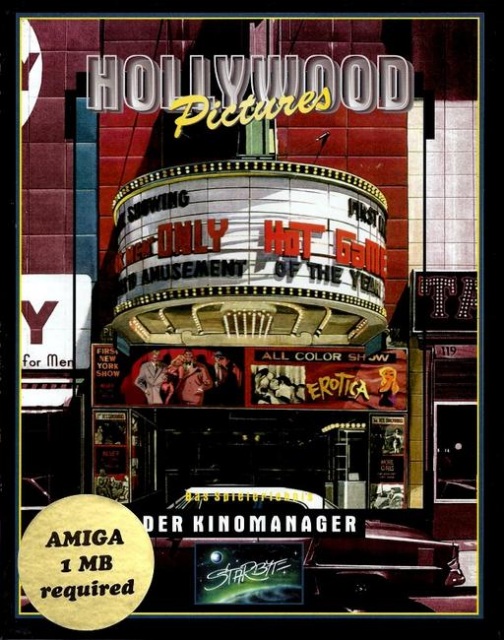 HOLLYWOOD
Pictures
SHOWING
FIRST
ONLY HOT Game
AMUSEMENT OF THE YEAR
Y
for Men
TA
119
FIRST
NEW
YORK
SHOW
ALL COLOR SHOW
EROTICA
Das Spielerlebnis
DER KINOMANAGER
STARBYTE
AMIGA
1 MB
required